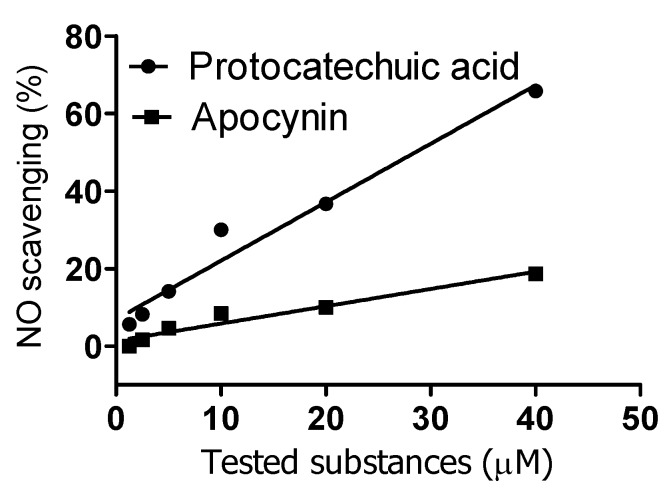 80
Protocatechuic acid
Apocynin
60
40
20
0
NO scavenging (%)
0 10 20 30 40 50
Tested substances (μM)